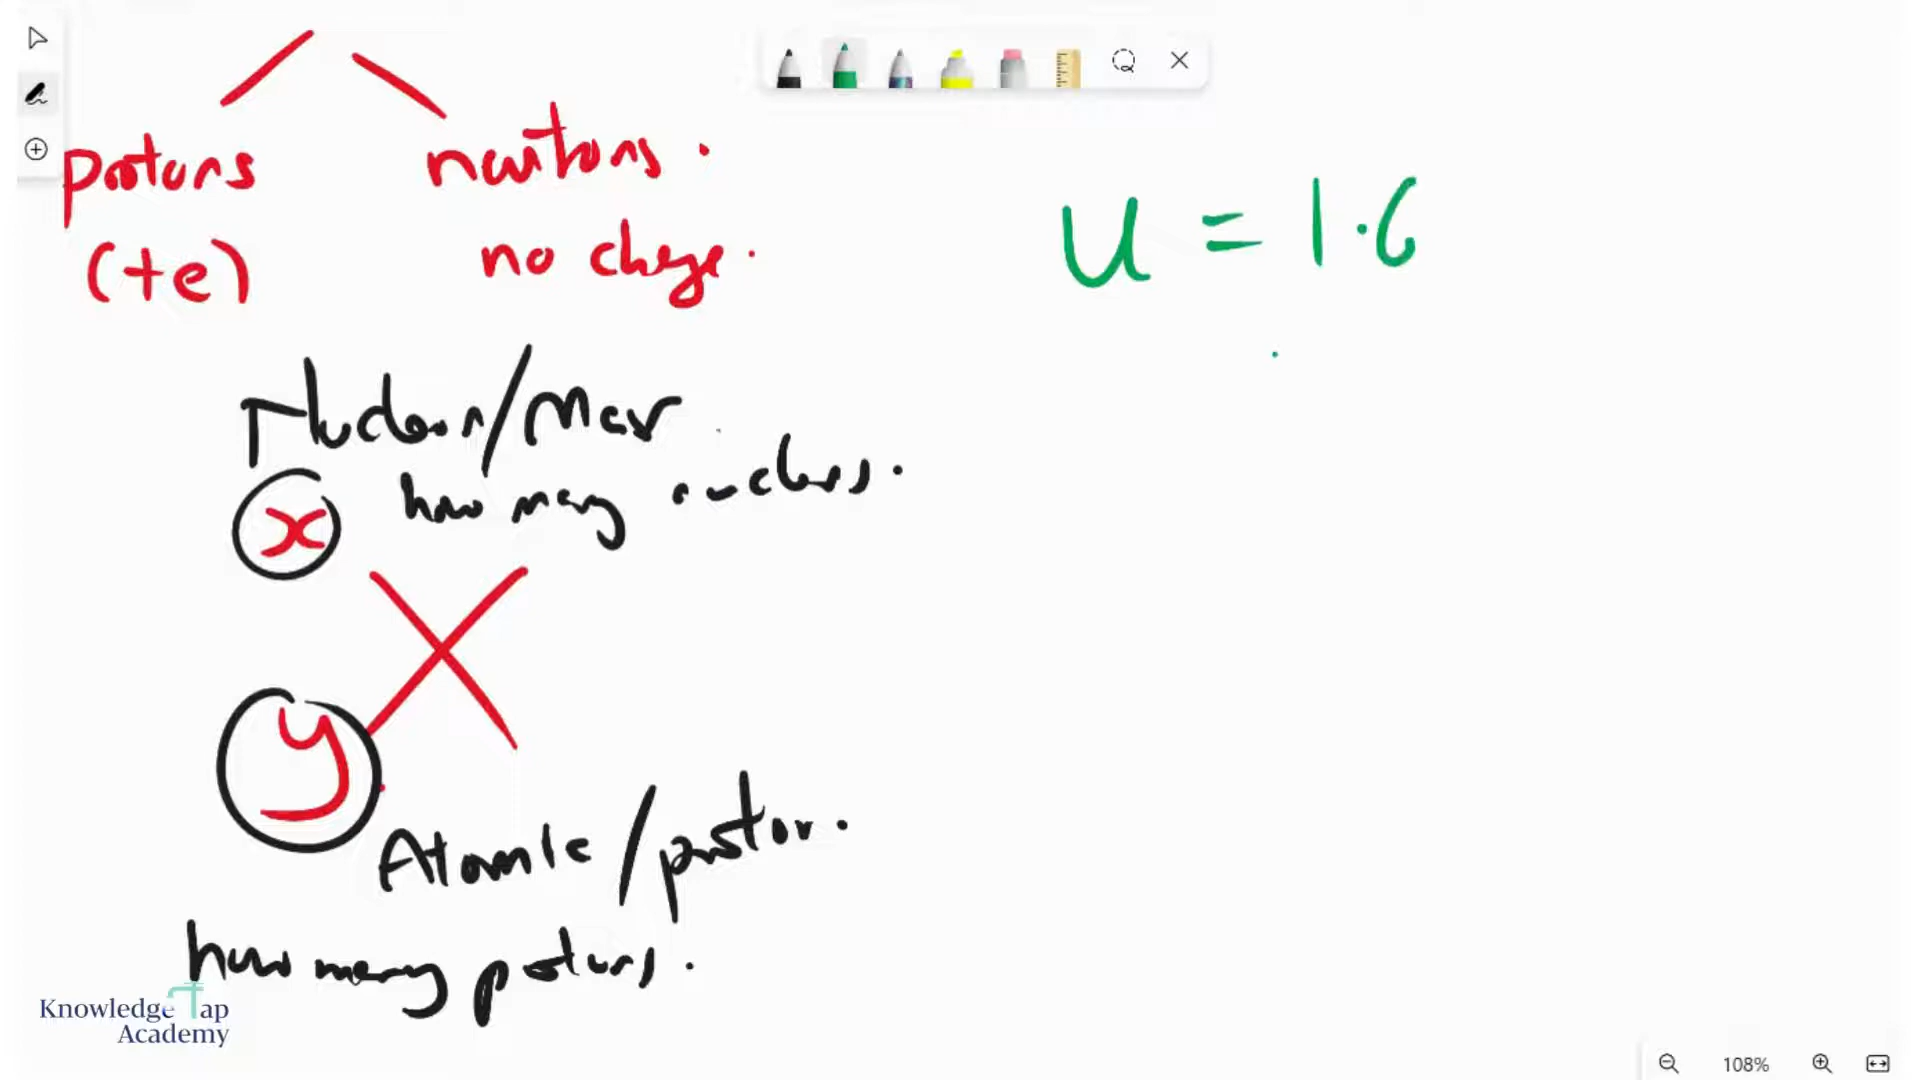 protons neutrons.
(+e) no charge.
u = 1.6
Nucleon/Mass
x how many nucleons.
X
y
Atomic/proton.
how many protons.
Knowledge Tap
Academy
108%